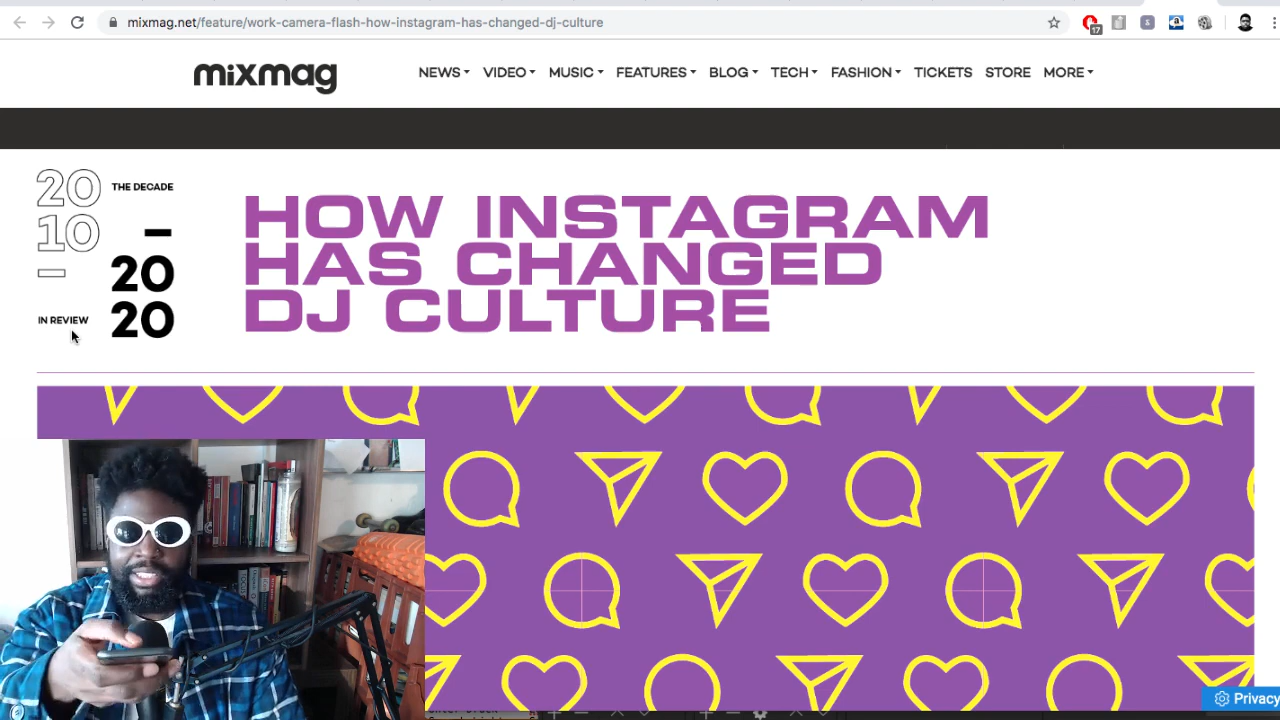 mixmag.net/feature/work-camera-flash-how-instagram-has-changed-dj-culture
17
mixmag
NEWS VIDEO MUSIC FEATURES BLOG TECH FASHION TICKETS STORE MORE
20
10
–
THE DECADE
–
20
20
IN REVIEW
HOW INSTAGRAM
HAS CHANGED
DJ CULTURE
Privacy